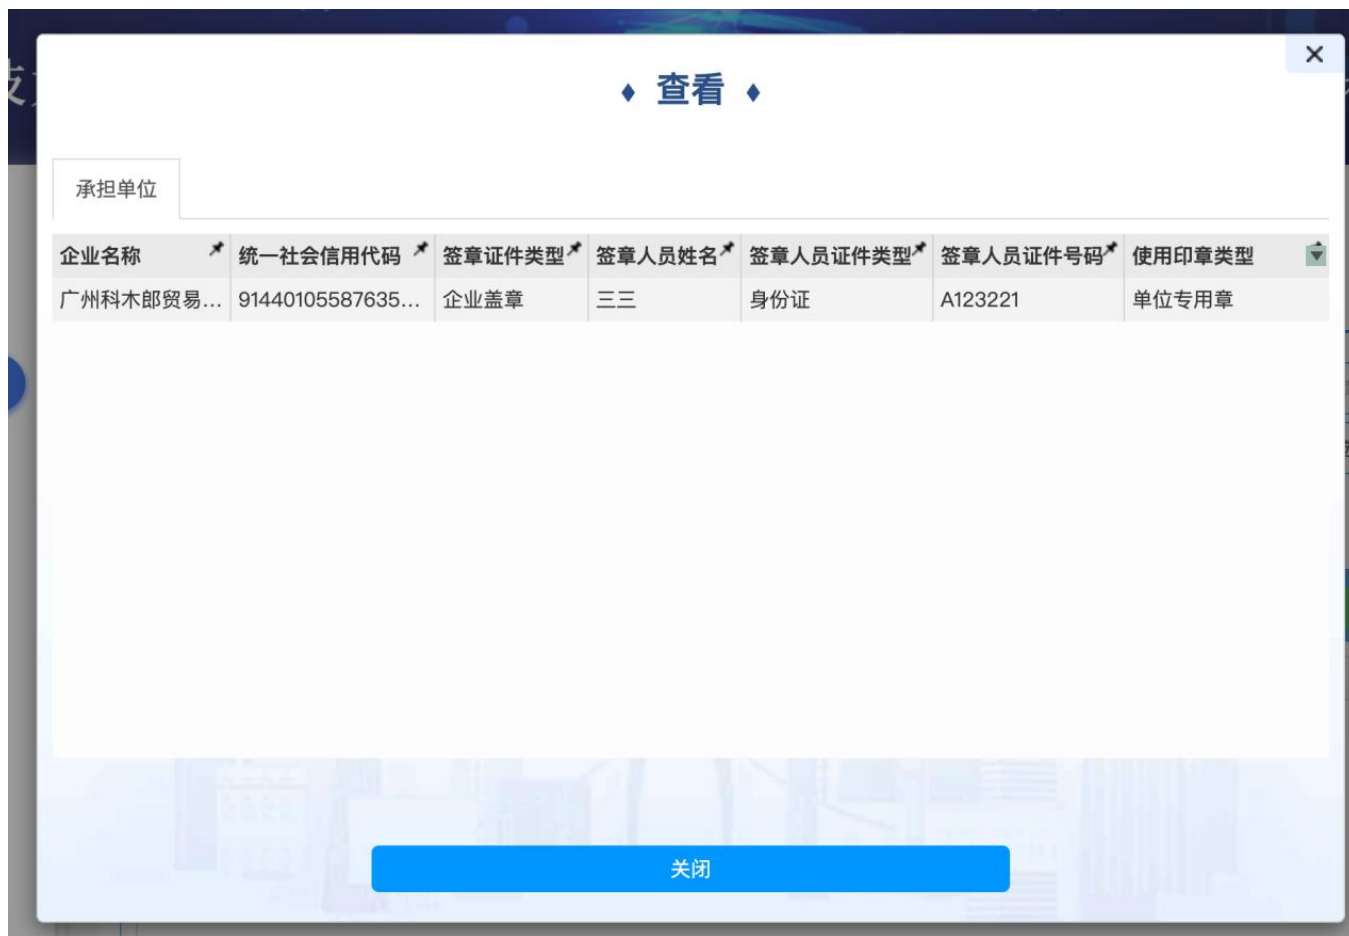 查看
承担单位
企业名称 统一社会信用代码 签章证件类型 签章人员姓名 签章人员证件类型 签章人员证件号码 使用印章类型
广州科木郎贸易... 91440105587635... 企业盖章 三三 身份证 A123221 单位专用章
关闭